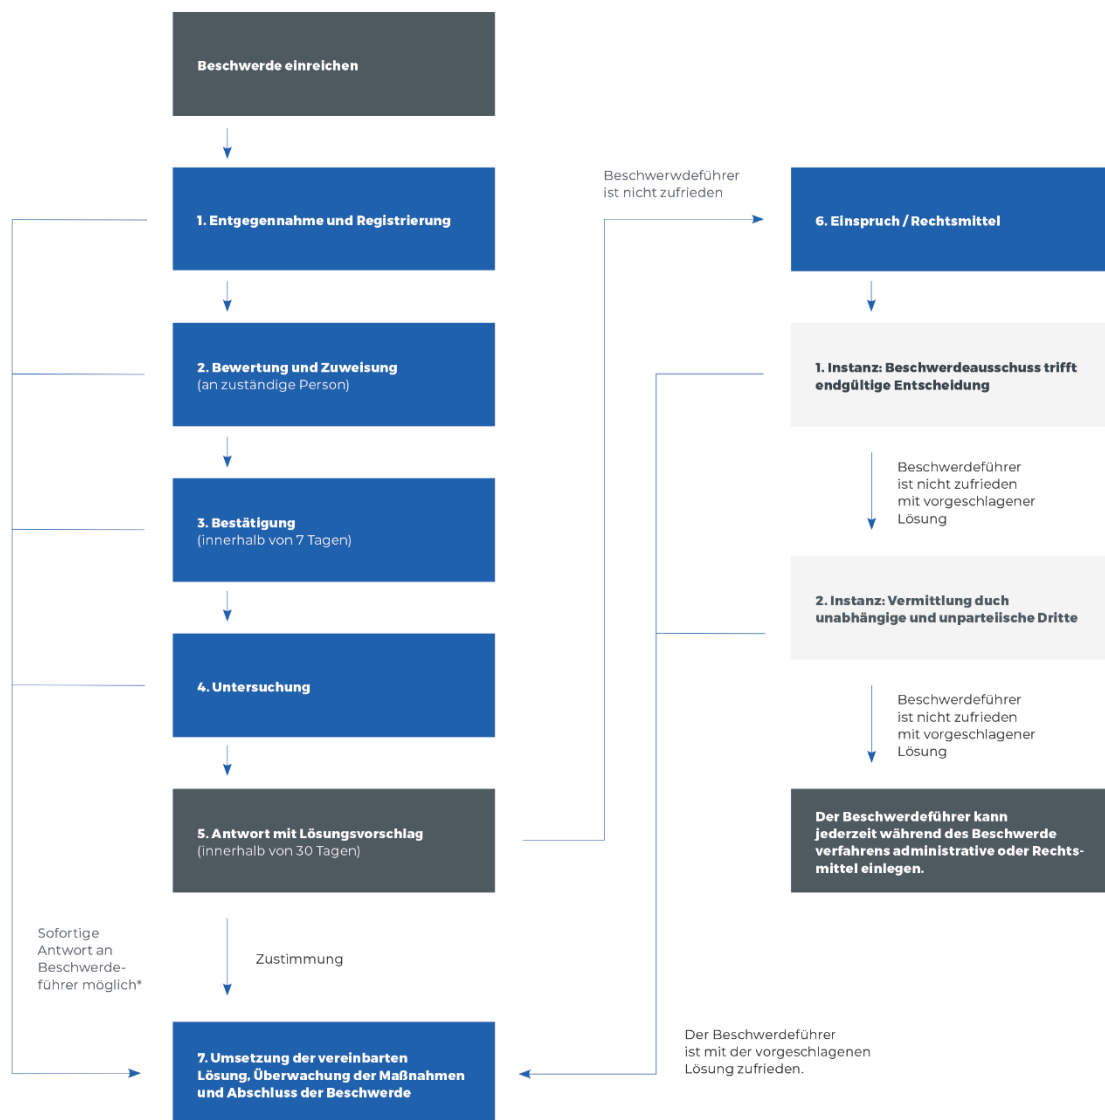 Beschwerde einreichen
1. Entgegennahme und Registrierung
2. Bewertung und Zuweisung
(an zuständige Person)
3. Bestätigung
(innerhalb von 7 Tagen)
4. Untersuchung
5. Antwort mit Lösungsvorschlag
(innerhalb von 30 Tagen)
Sofortige
Antwort an
Beschwerde-
führer möglich*
Zustimmung
7. Umsetzung der vereinbarten
Lösung, Überwachung der Maßnahmen
und Abschluss der Beschwerde
Beschwerwdeführer
ist nicht zufrieden
6. Einspruch / Rechtsmittel
1. Instanz: Beschwerdeausschuss trifft
endgültige Entscheidung
Beschwerdeführer
ist nicht zufrieden
mit vorgeschlagener
Lösung
2. Instanz: Vermittlung duch
unabhängige und unparteiische Dritte
Beschwerdeführer
ist nicht zufrieden
mit vorgeschlagener
Lösung
Der Beschwerdeführer kann
jederzeit während des Beschwerde
verfahrens administrative oder Rechts-
mittel einlegen.
Der Beschwerdeführer
ist mit der vorgeschlagenen
Lösung zufrieden.